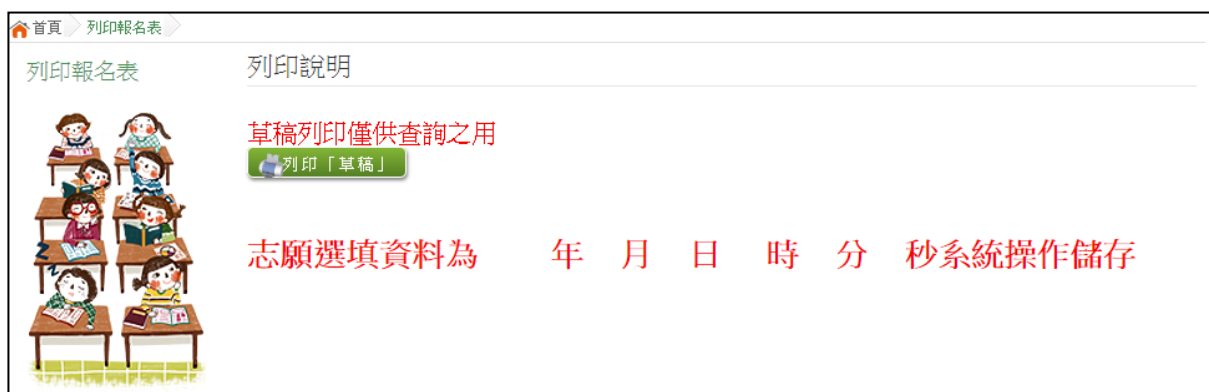 首頁 列印報名表
列印報名表
列印說明
草稿列印僅供查詢之用
列印「草稿」
志願選填資料為 年 月 日 時 分 秒系統操作儲存
Z
Z
Z